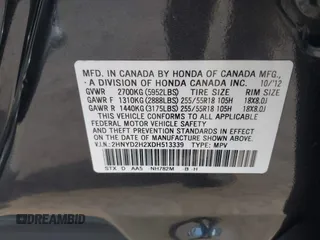 MFD. IN CANADA BY HONDA OF CANADA MFG.,
A DIVISION OF HONDA CANADA INC. 10/'12
GVWR 2700KG (5952LBS) TIRE SIZE RIM SIZE
GAWR F 1310KG (2888LBS) 255/55R18 105H 18X8.0J
GAWR R 1440KG (3175LBS) 255/55R18 105H 18X8.0J
THIS VEHICLE CONFORMS TO ALL APPLICABLE FEDERAL MOTOR VEHICLE
SAFETY AND THEFT PREVENTION STANDARDS IN EFFECT ON THE DATE
OF MANUFACTURE SHOWN ABOVE.
V.I.N.: 2HNYD2H2XDH513339 TYPE: MPV
STX D AA5 NH782M B H
DREAMBID